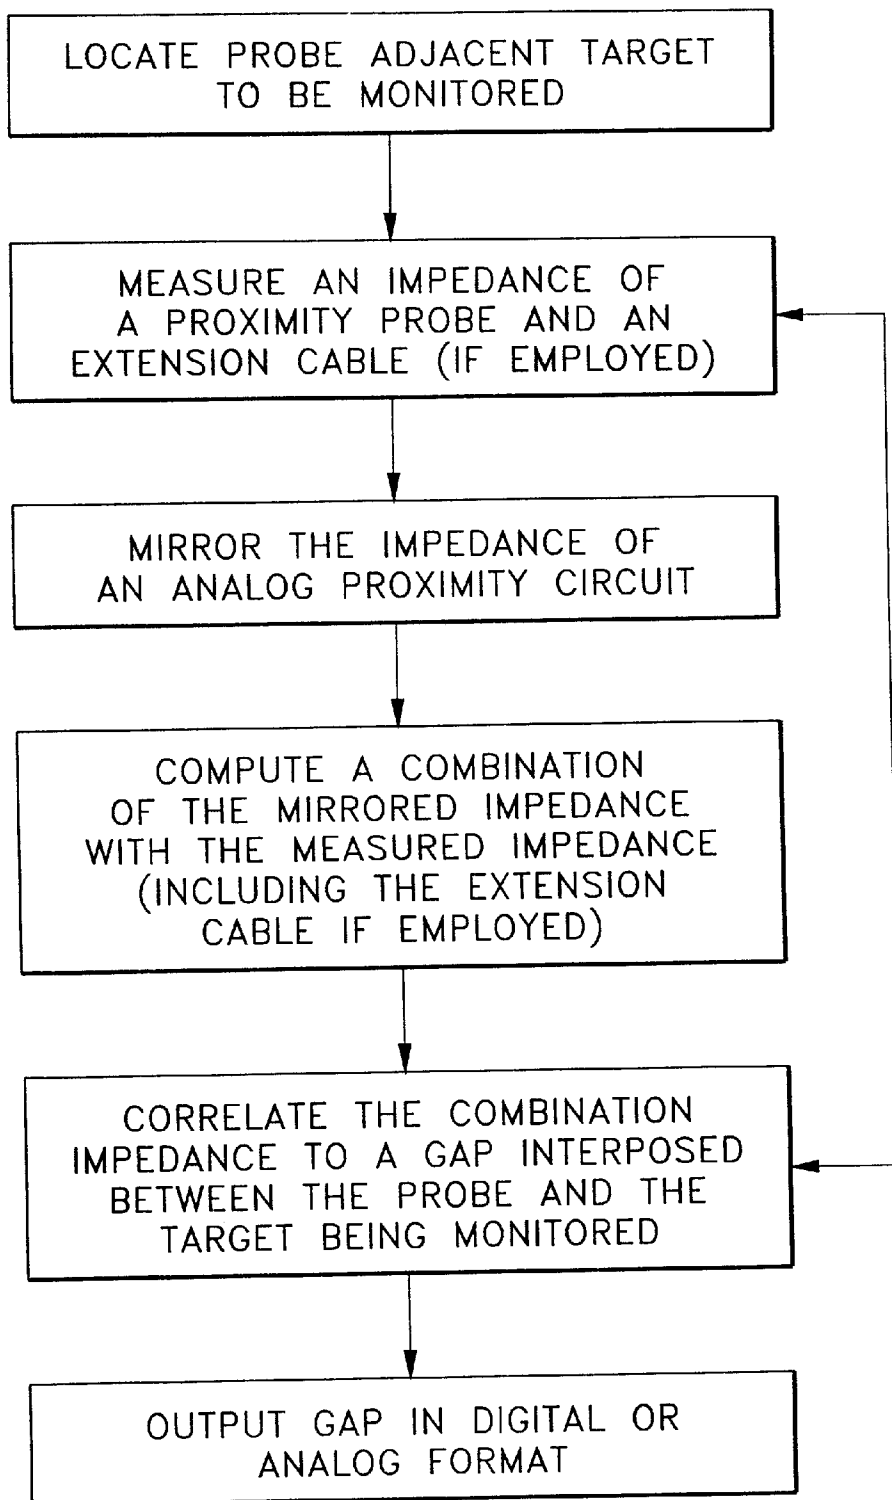 LOCATE PROBE ADJACENT TARGET
TO BE MONITORED
MEASURE AN IMPEDANCE OF
A PROXIMITY PROBE AND AN
EXTENSION CABLE (IF EMPLOYED)
MIRROR THE IMPEDANCE OF
AN ANALOG PROXIMITY CIRCUIT
COMPUTE A COMBINATION
OF THE MIRRORED IMPEDANCE
WITH THE MEASURED IMPEDANCE
(INCLUDING THE EXTENSION
CABLE IF EMPLOYED)
CORRELATE THE COMBINATION
IMPEDANCE TO A GAP INTERPOSED
BETWEEN THE PROBE AND THE
TARGET BEING MONITORED
OUTPUT GAP IN DIGITAL OR
ANALOG FORMAT